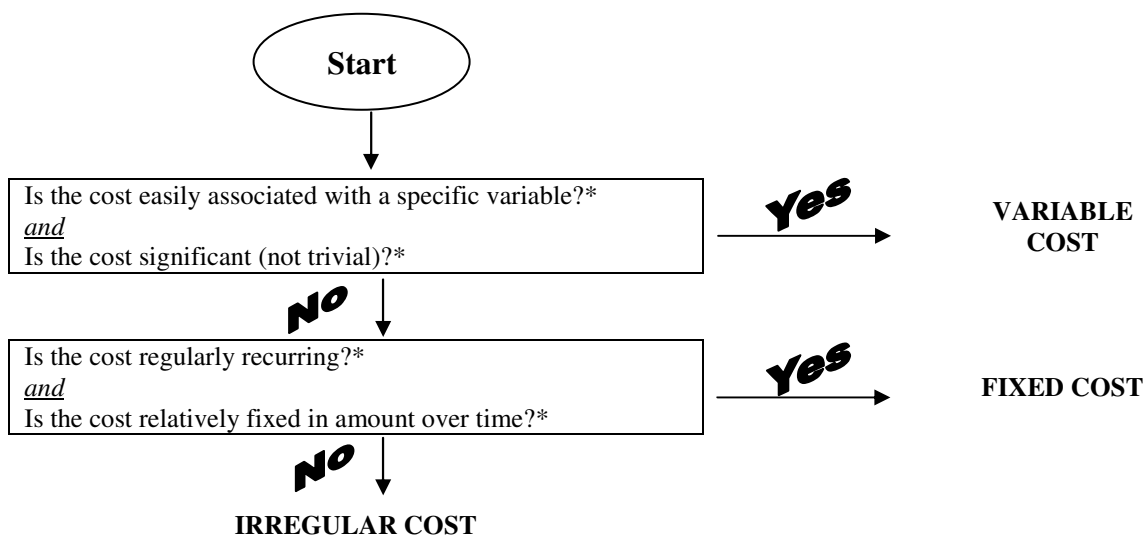 Start
Is the cost easily associated with a specific variable?*
and
Is the cost significant (not trivial)?*
Yes
VARIABLE
COST
No
Is the cost regularly recurring?*
and
Is the cost relatively fixed in amount over time?*
Yes
FIXED COST
No
IRREGULAR COST